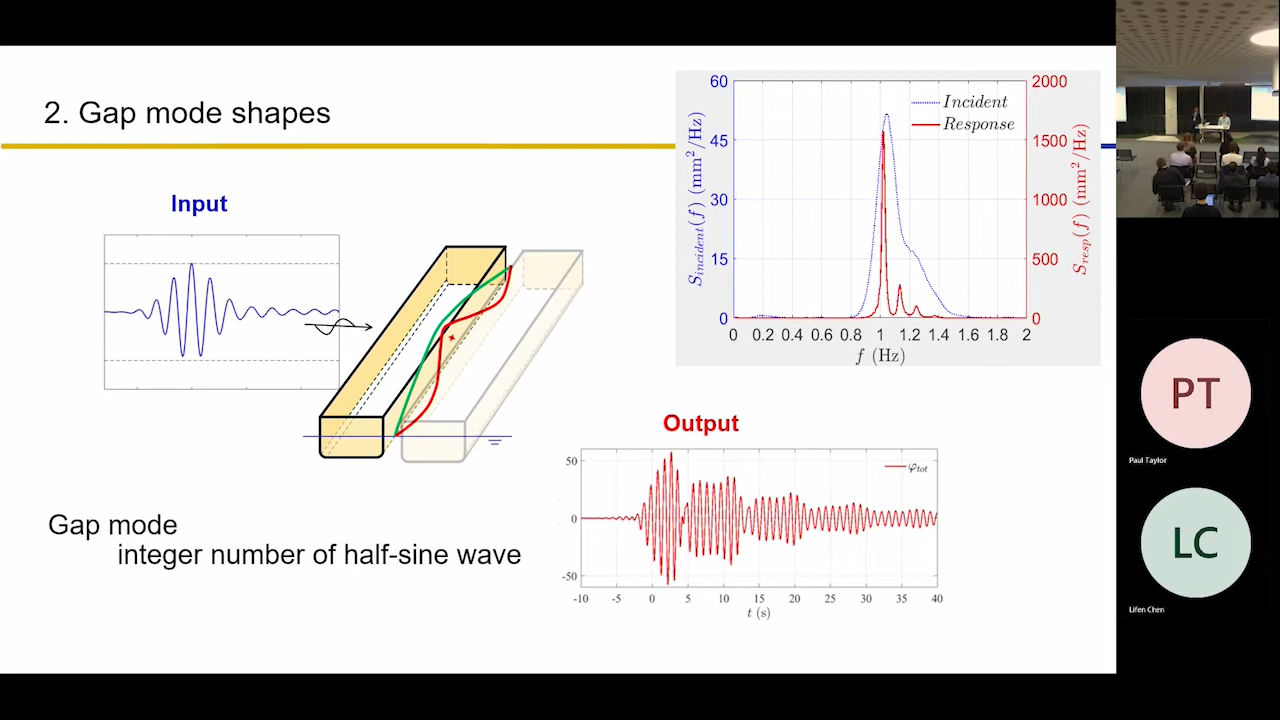 2. Gap mode shapes
Input
Gap mode
integer number of half-sine wave
60
45
30
15
0
S_incident(f) (mm²/Hz)
2000
1500
1000
500
0
S_resp(f) (mm²/Hz)
Incident
Response
0 0.2 0.4 0.6 0.8 1 1.2 1.4 1.6 1.8 2
f (Hz)
Output
50
0
-50
φtot
-10 -5 0 5 10 15 20 25 30 35 40
t (s)
PT
Paul Taylor
LC
Lifen Chen